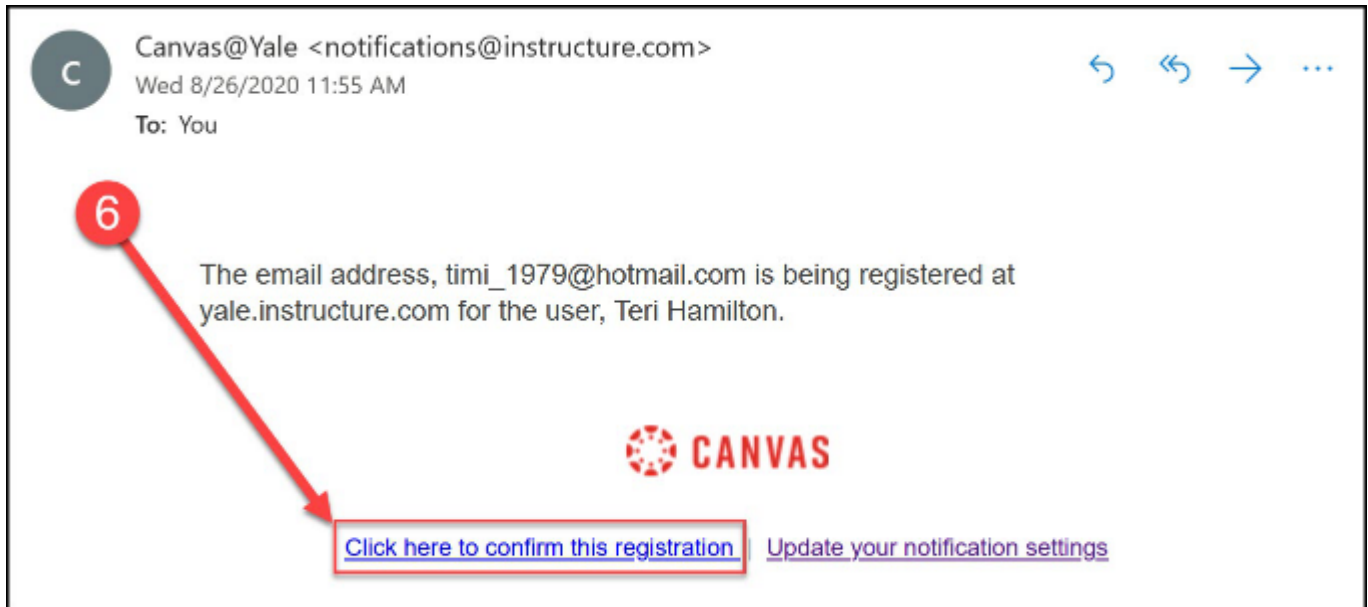 C
Canvas@Yale <notifications@instructure.com>
Wed 8/26/2020 11:55 AM
To: You
6
The email address, timi_1979@hotmail.com is being registered at
yale.instructure.com for the user, Teri Hamilton.
CANVAS
Click here to confirm this registration | Update your notification settings